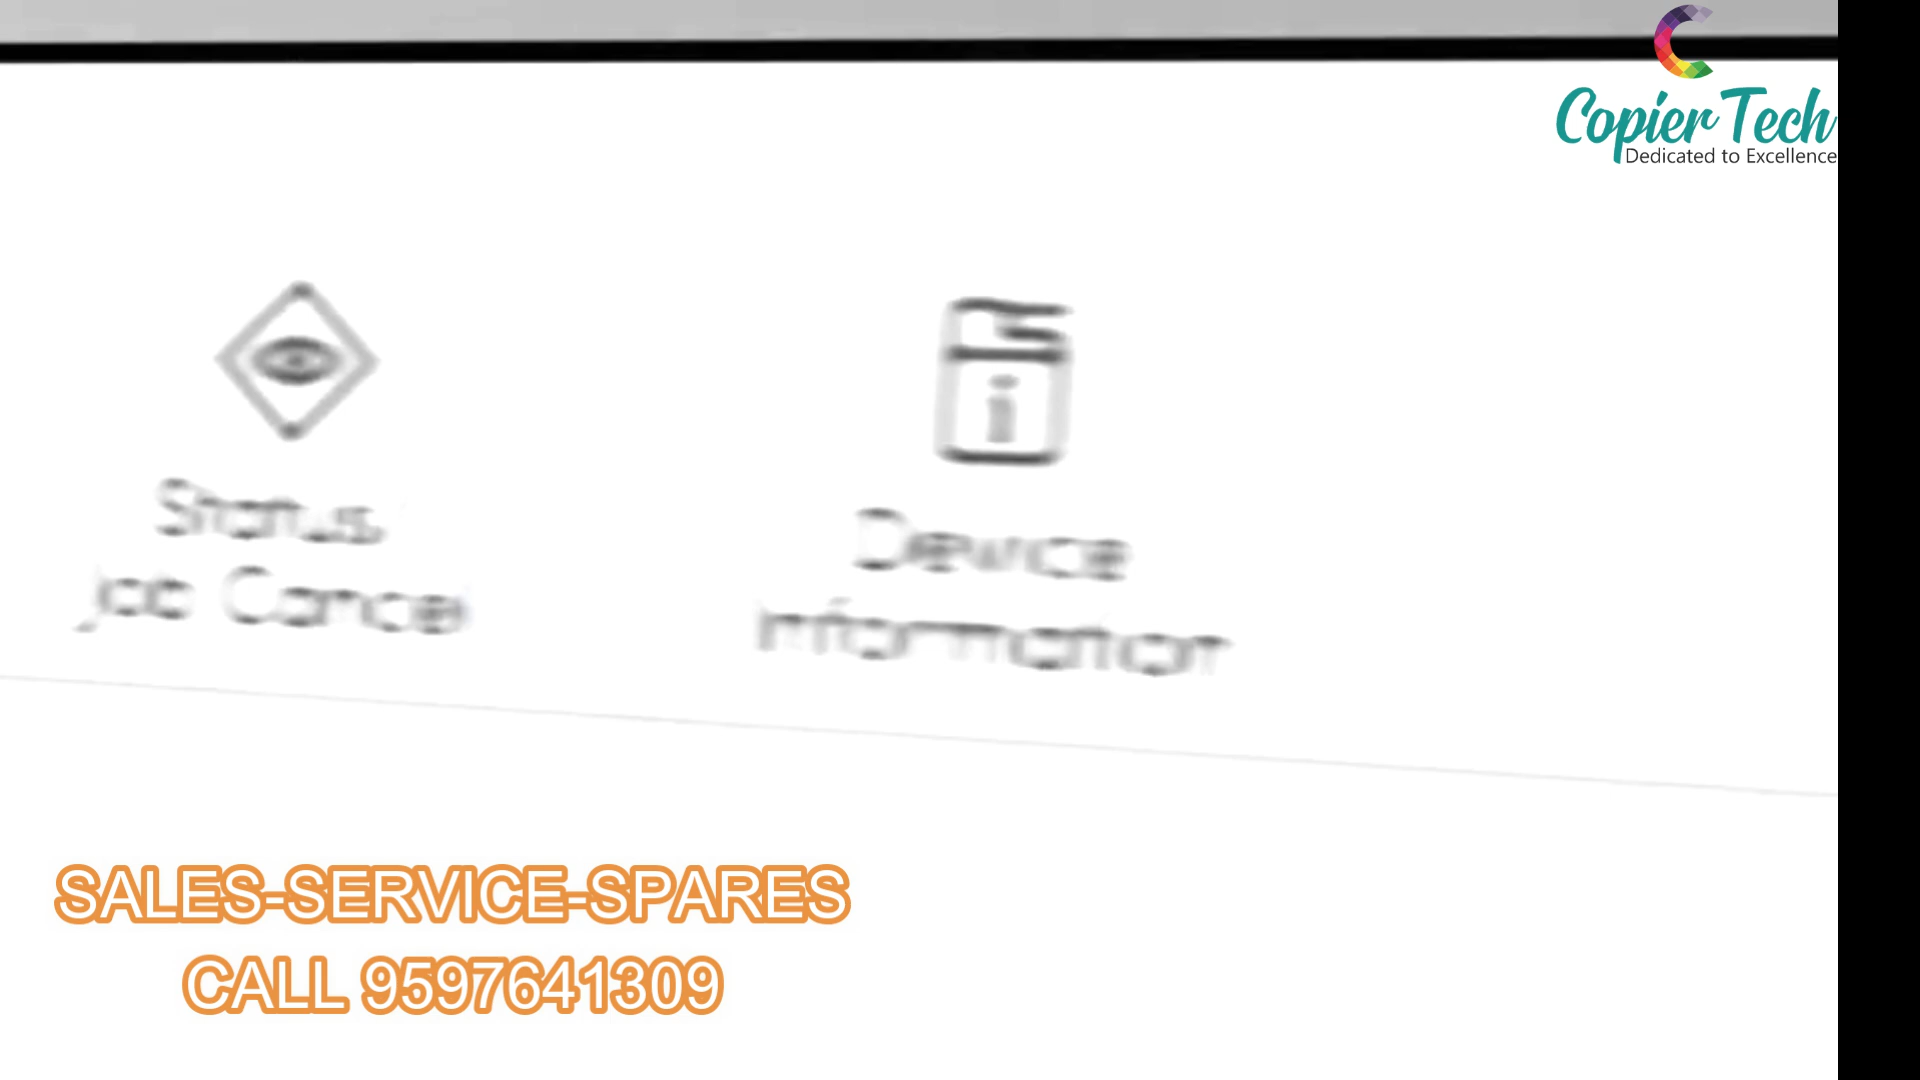 Copier Tech
Dedicated to Excellence
Status
Job Cancel
Device
Information
SALES-SERVICE-SPARES
CALL 9597641309